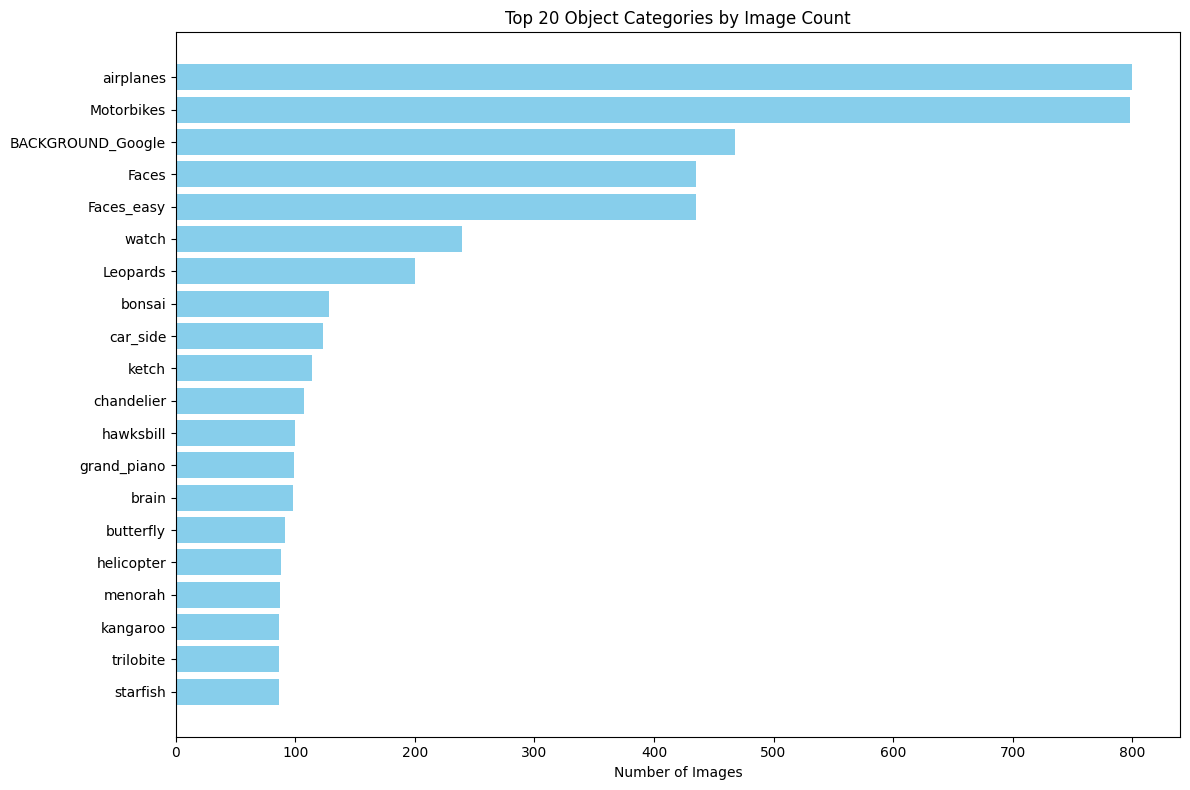 Top 20 Object Categories by Image Count
airplanes
Motorbikes
BACKGROUND_Google
Faces
Faces_easy
watch
Leopards
bonsai
car_side
ketch
chandelier
hawksbill
grand_piano
brain
butterfly
helicopter
menorah
kangaroo
trilobite
starfish
0 100 200 300 400 500 600 700 800
Number of Images